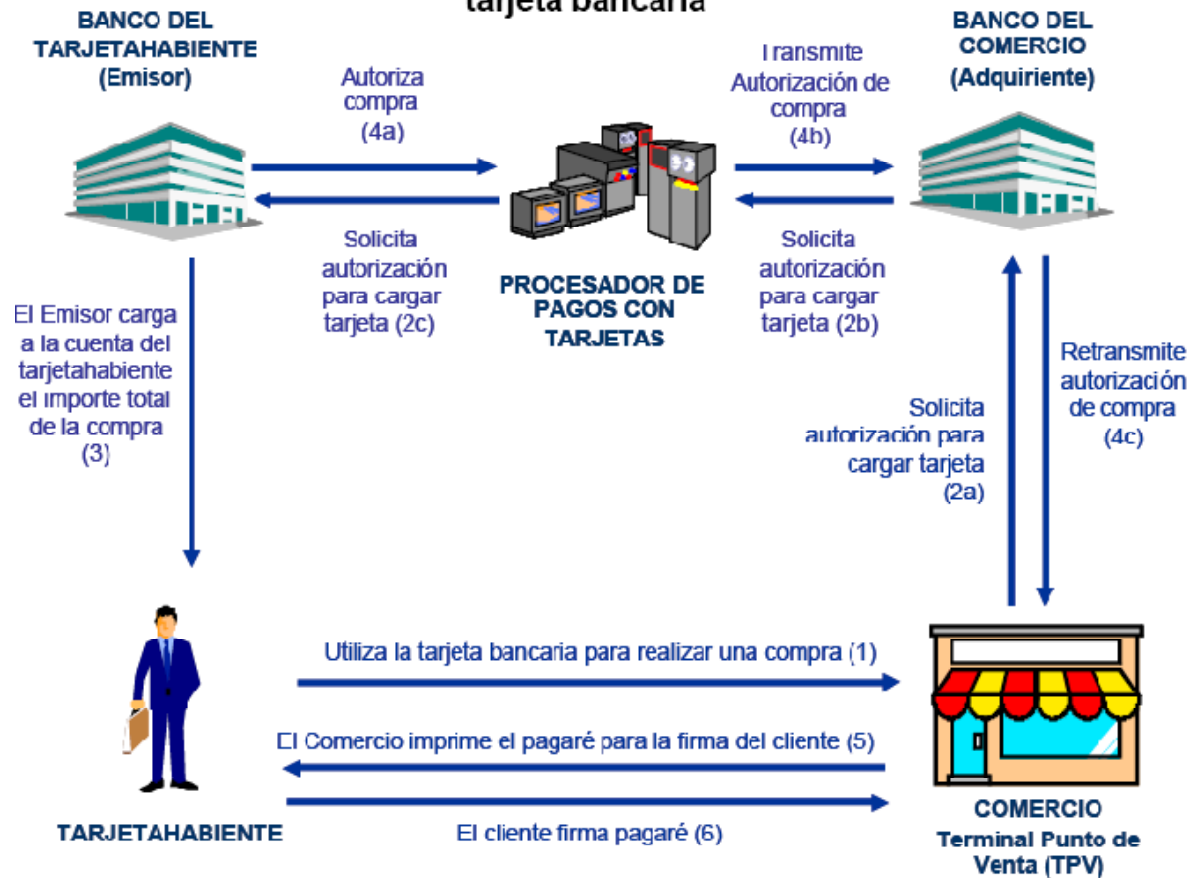 tarjeta bancaria
BANCO DEL
TARJETAHABIENTE
(Emisor)
Autoriza
compra
(4a)
Transmite
Autorización de
compra
(4b)
BANCO DEL
COMERCIO
(Adquiriente)
Solicita
autorización
para cargar
tarjeta (2c)
PROCESADOR DE
PAGOS CON
TARJETAS
Solicita
autorización
para cargar
tarjeta (2b)
El Emisor carga
a la cuenta del
tarjetahabiente
el importe total
de la compra
(3)
Solicita
autorización para
cargar tarjeta
(2a)
Retransmite
autorización
de compra
(4c)
Utiliza la tarjeta bancaria para realizar una compra (1)
El Comercio imprime el pagaré para la firma del cliente (5)
El cliente firma pagaré (6)
TARJETAHABIENTE
COMERCIO
Terminal Punto de
Venta (TPV)